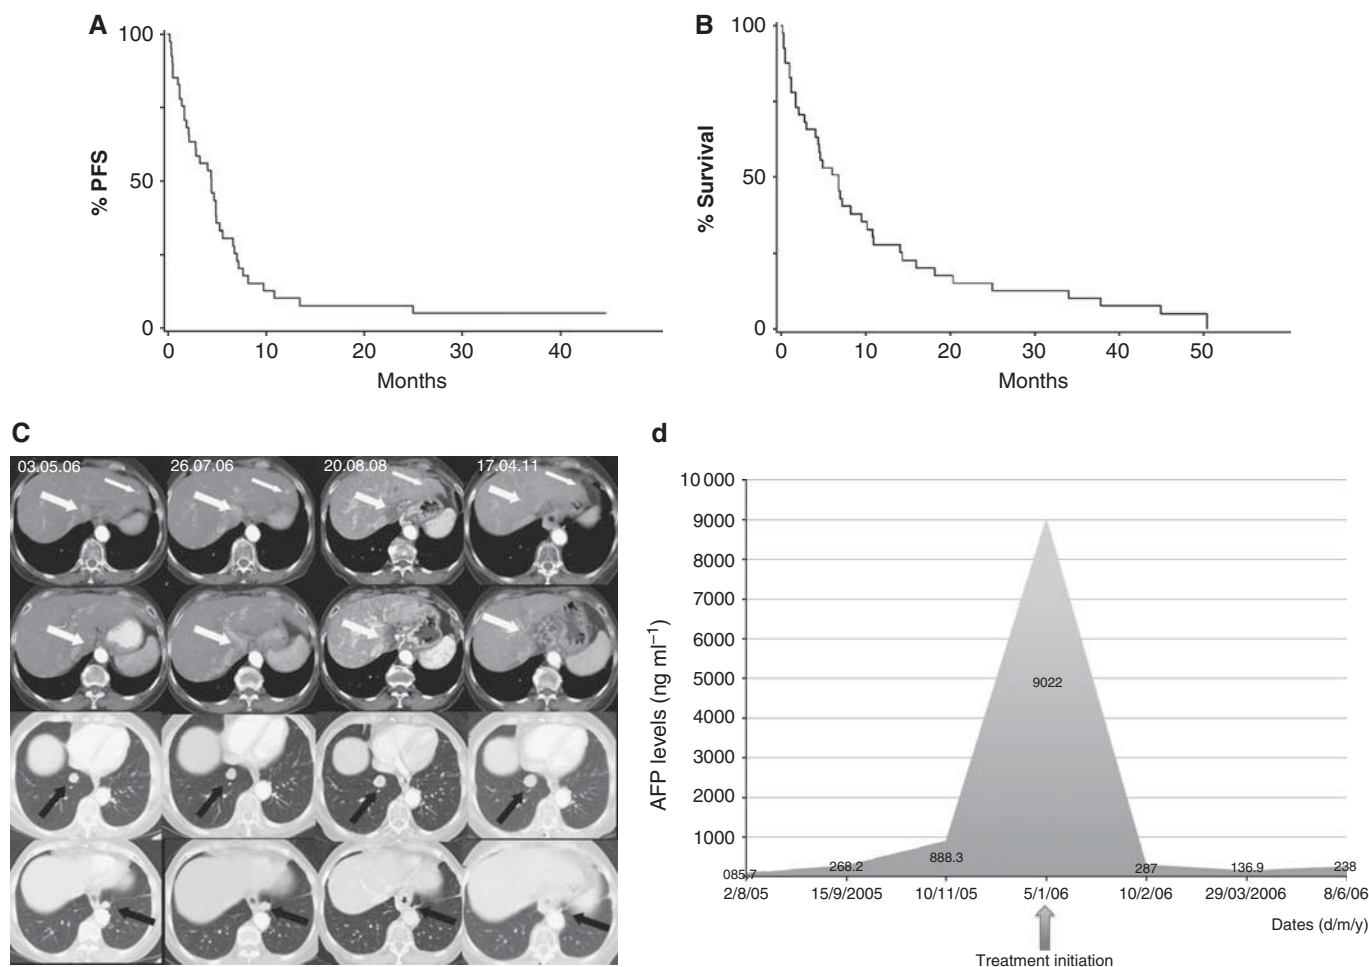 A
100
50
0
% PFS
0 10 20 30 40
Months
B
100
50
0
% Survival
0 10 20 30 40 50
Months
C
03.05.06 26.07.06 20.08.08 17.04.11
d
10 000
9000
8000
7000
6000
5000
4000
3000
2000
1000
AFP levels (ng ml⁻¹)
9022
085.7 268.2 888.3 287 136.9 238
2/8/05 15/9/2005 10/11/05 5/1/06 10/2/06 29/03/2006 8/6/06
Dates (d/m/y)
Treatment initiation